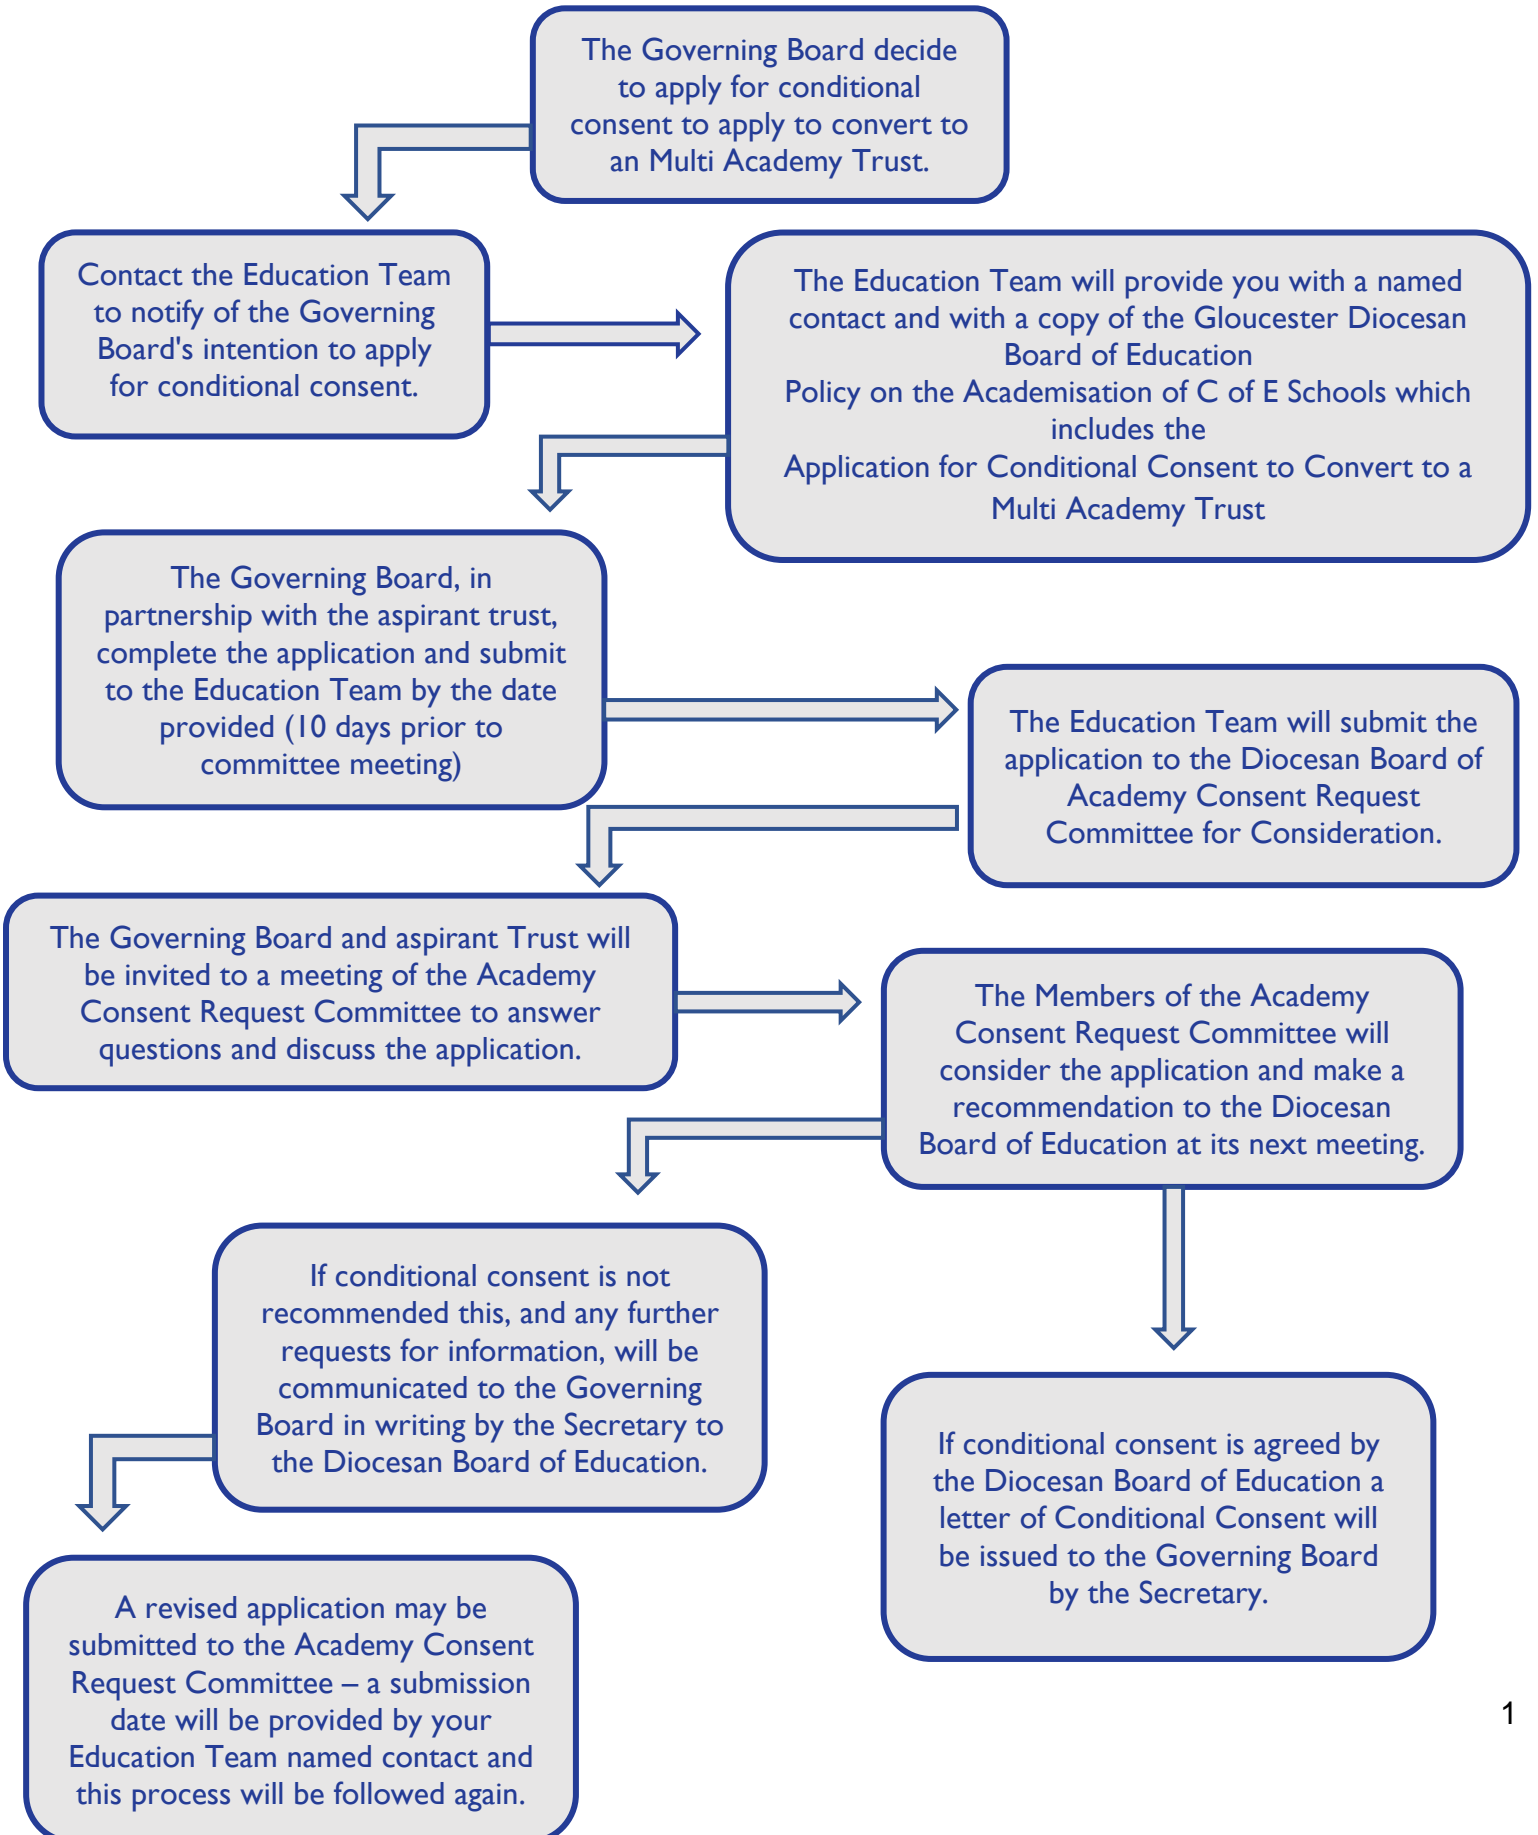 The Governing Board decide
to apply for conditional
consent to apply to convert to
an Multi Academy Trust.
Contact the Education Team
to notify of the Governing
Board's intention to apply
for conditional consent.
The Education Team will provide you with a named
contact and with a copy of the Gloucester Diocesan
Board of Education
Policy on the Academisation of C of E Schools which
includes the
Application for Conditional Consent to Convert to a
Multi Academy Trust
The Governing Board, in
partnership with the aspirant trust,
complete the application and submit
to the Education Team by the date
provided (10 days prior to
committee meeting)
The Education Team will submit the
application to the Diocesan Board of
Academy Consent Request
Committee for Consideration.
The Governing Board and aspirant Trust will
be invited to a meeting of the Academy
Consent Request Committee to answer
questions and discuss the application.
The Members of the Academy
Consent Request Committee will
consider the application and make a
recommendation to the Diocesan
Board of Education at its next meeting.
If conditional consent is not
recommended this, and any further
requests for information, will be
communicated to the Governing
Board in writing by the Secretary to
the Diocesan Board of Education.
If conditional consent is agreed by
the Diocesan Board of Education a
letter of Conditional Consent will
be issued to the Governing Board
by the Secretary.
A revised application may be
submitted to the Academy Consent
Request Committee – a submission
date will be provided by your
Education Team named contact and
this process will be followed again.
1